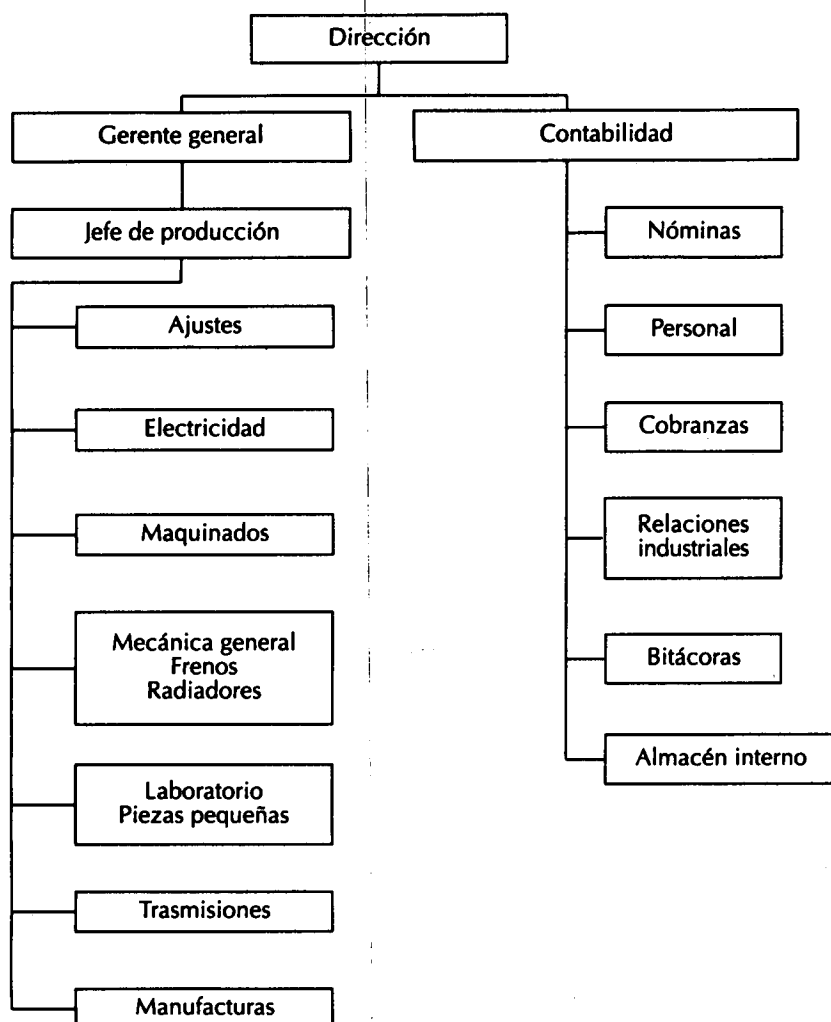 Dirección
Gerente general
Contabilidad
Jefe de producción
Nóminas
Ajustes
Personal
Electricidad
Cobranzas
Maquinados
Relaciones
industriales
Mecánica general
Frenos
Radiadores
Bitácoras
Almacén interno
Laboratorio
Piezas pequeñas
Trasmisiones
Manufacturas